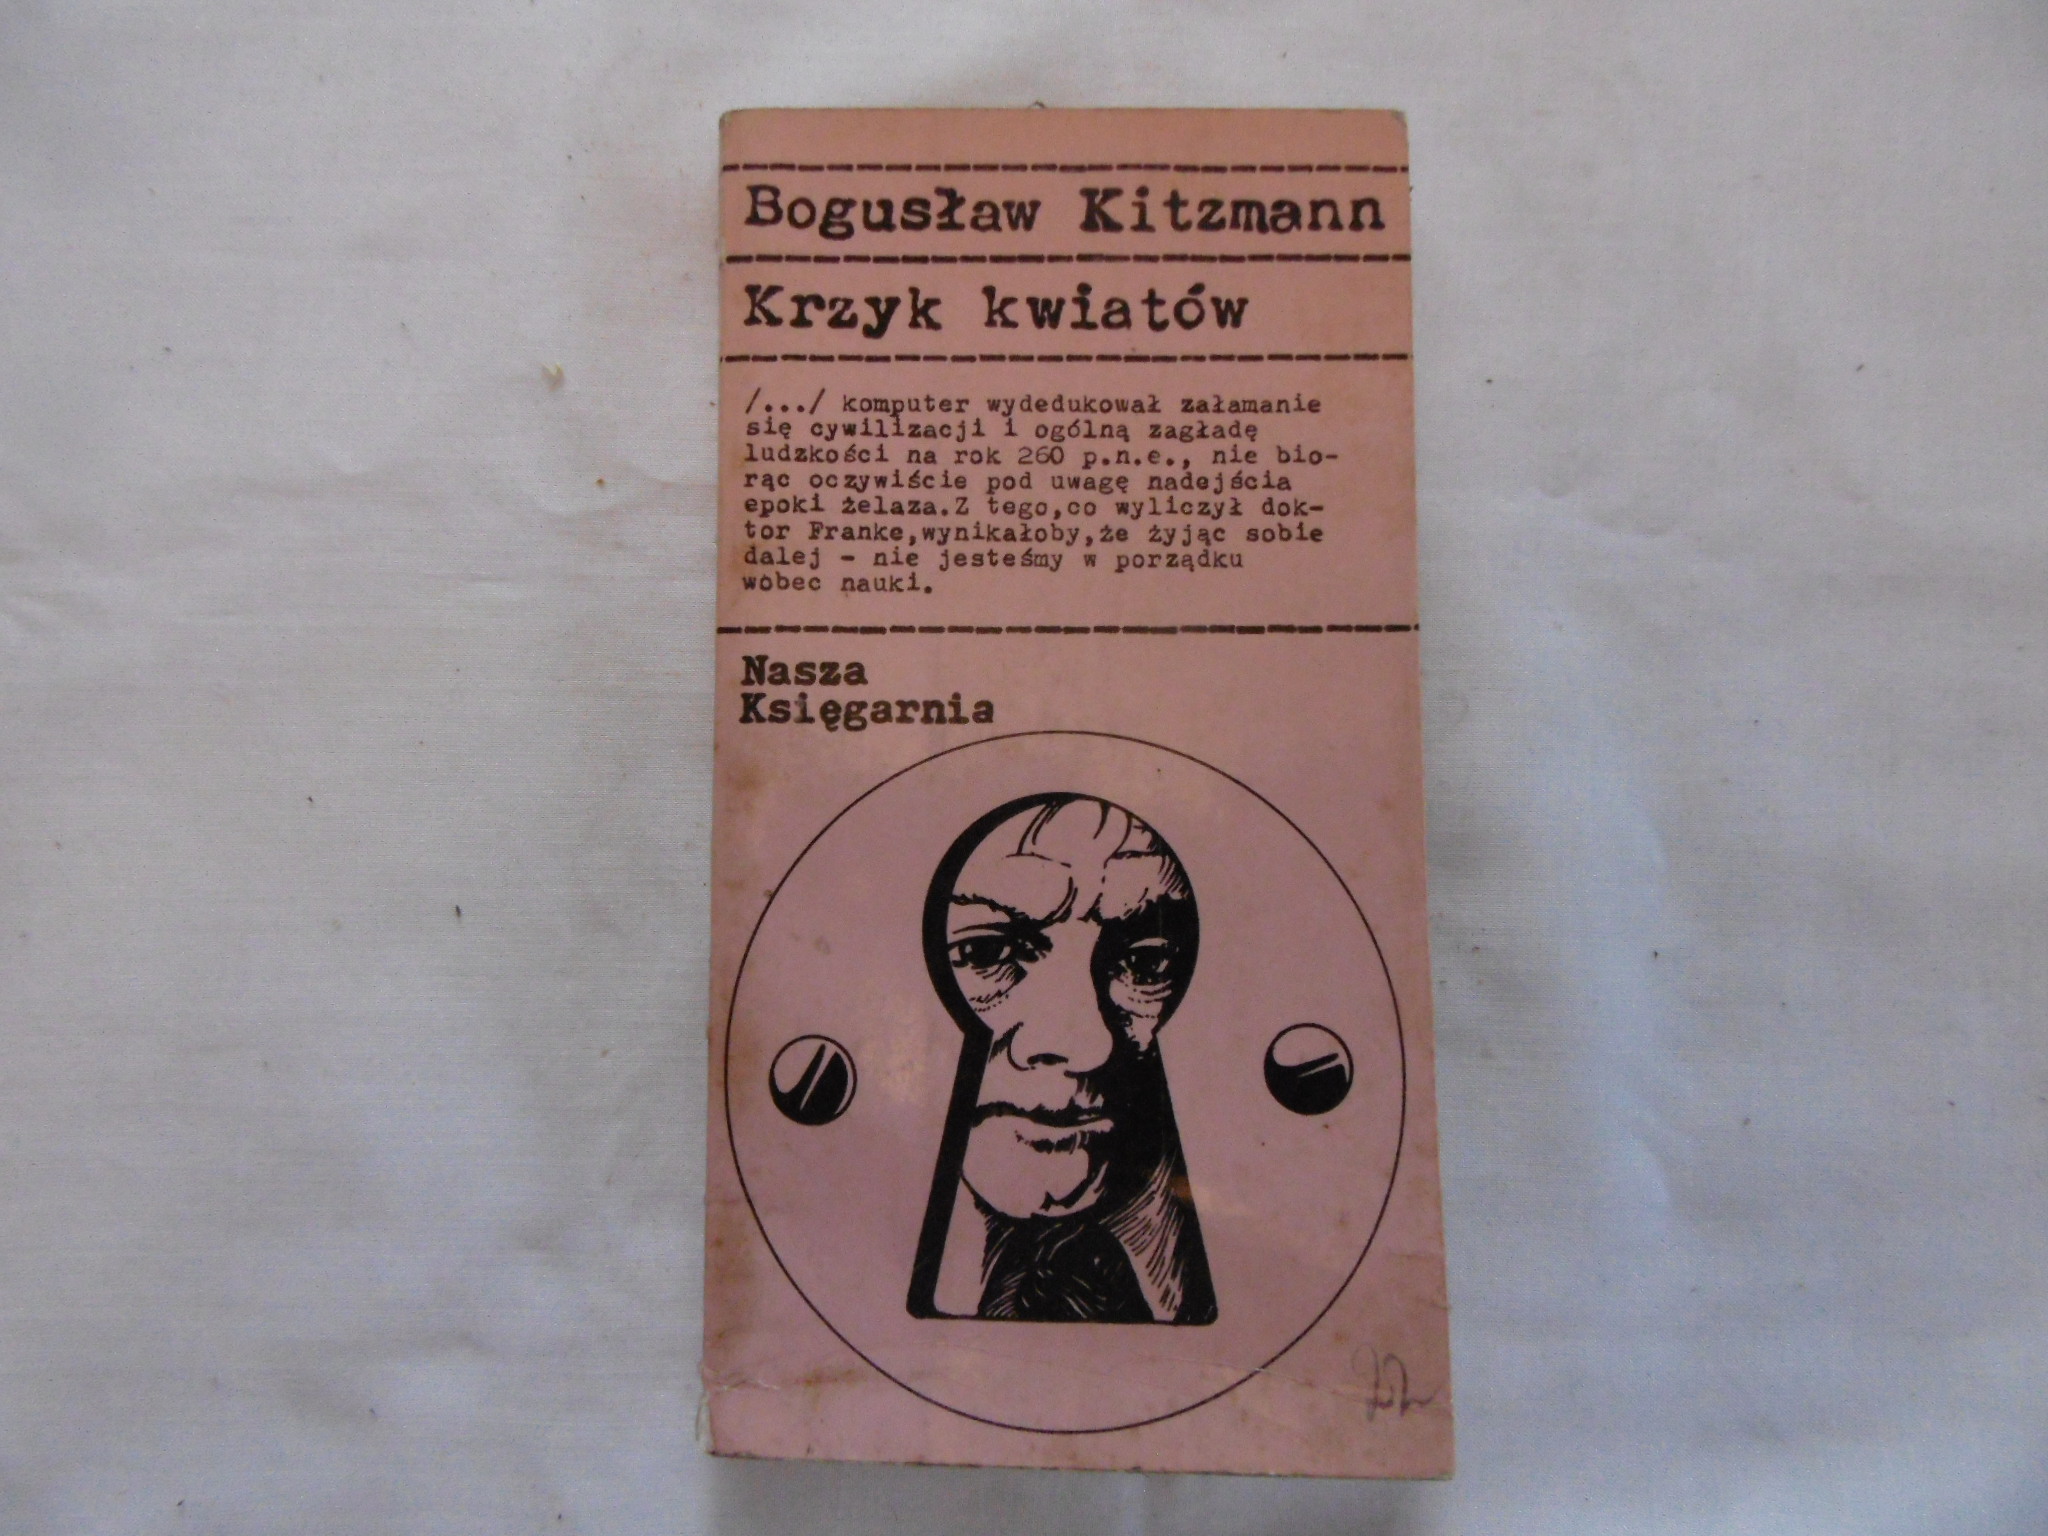 Bogusław Kitzmann
Krzyk kwiatów
/.../ komputer wydedukował załamanie
się cywilizacji i ogólną zagładę
ludzkości na rok 260 p.n.e., nie bio-
rąc oczywiście pod uwagę nadejścia
epoki żelaza.Z tego,co wyliczył dok-
tor Franke,wynikałoby,że żyjąc sobie
dalej - nie jesteśmy w porządku
wobec nauki.
Nasza
Księgarnia